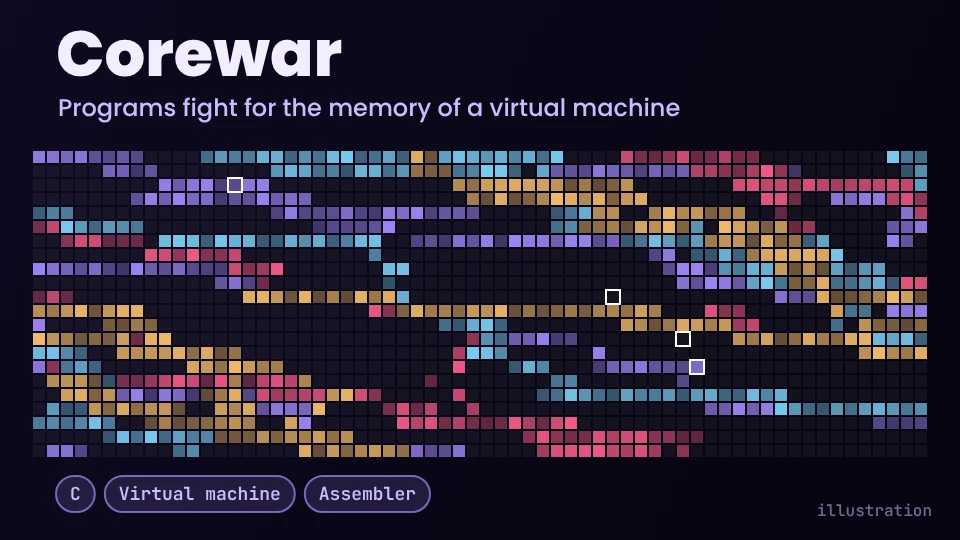 Corewar
Programs fight for the memory of a virtual machine
C
Virtual machine
Assembler
illustration